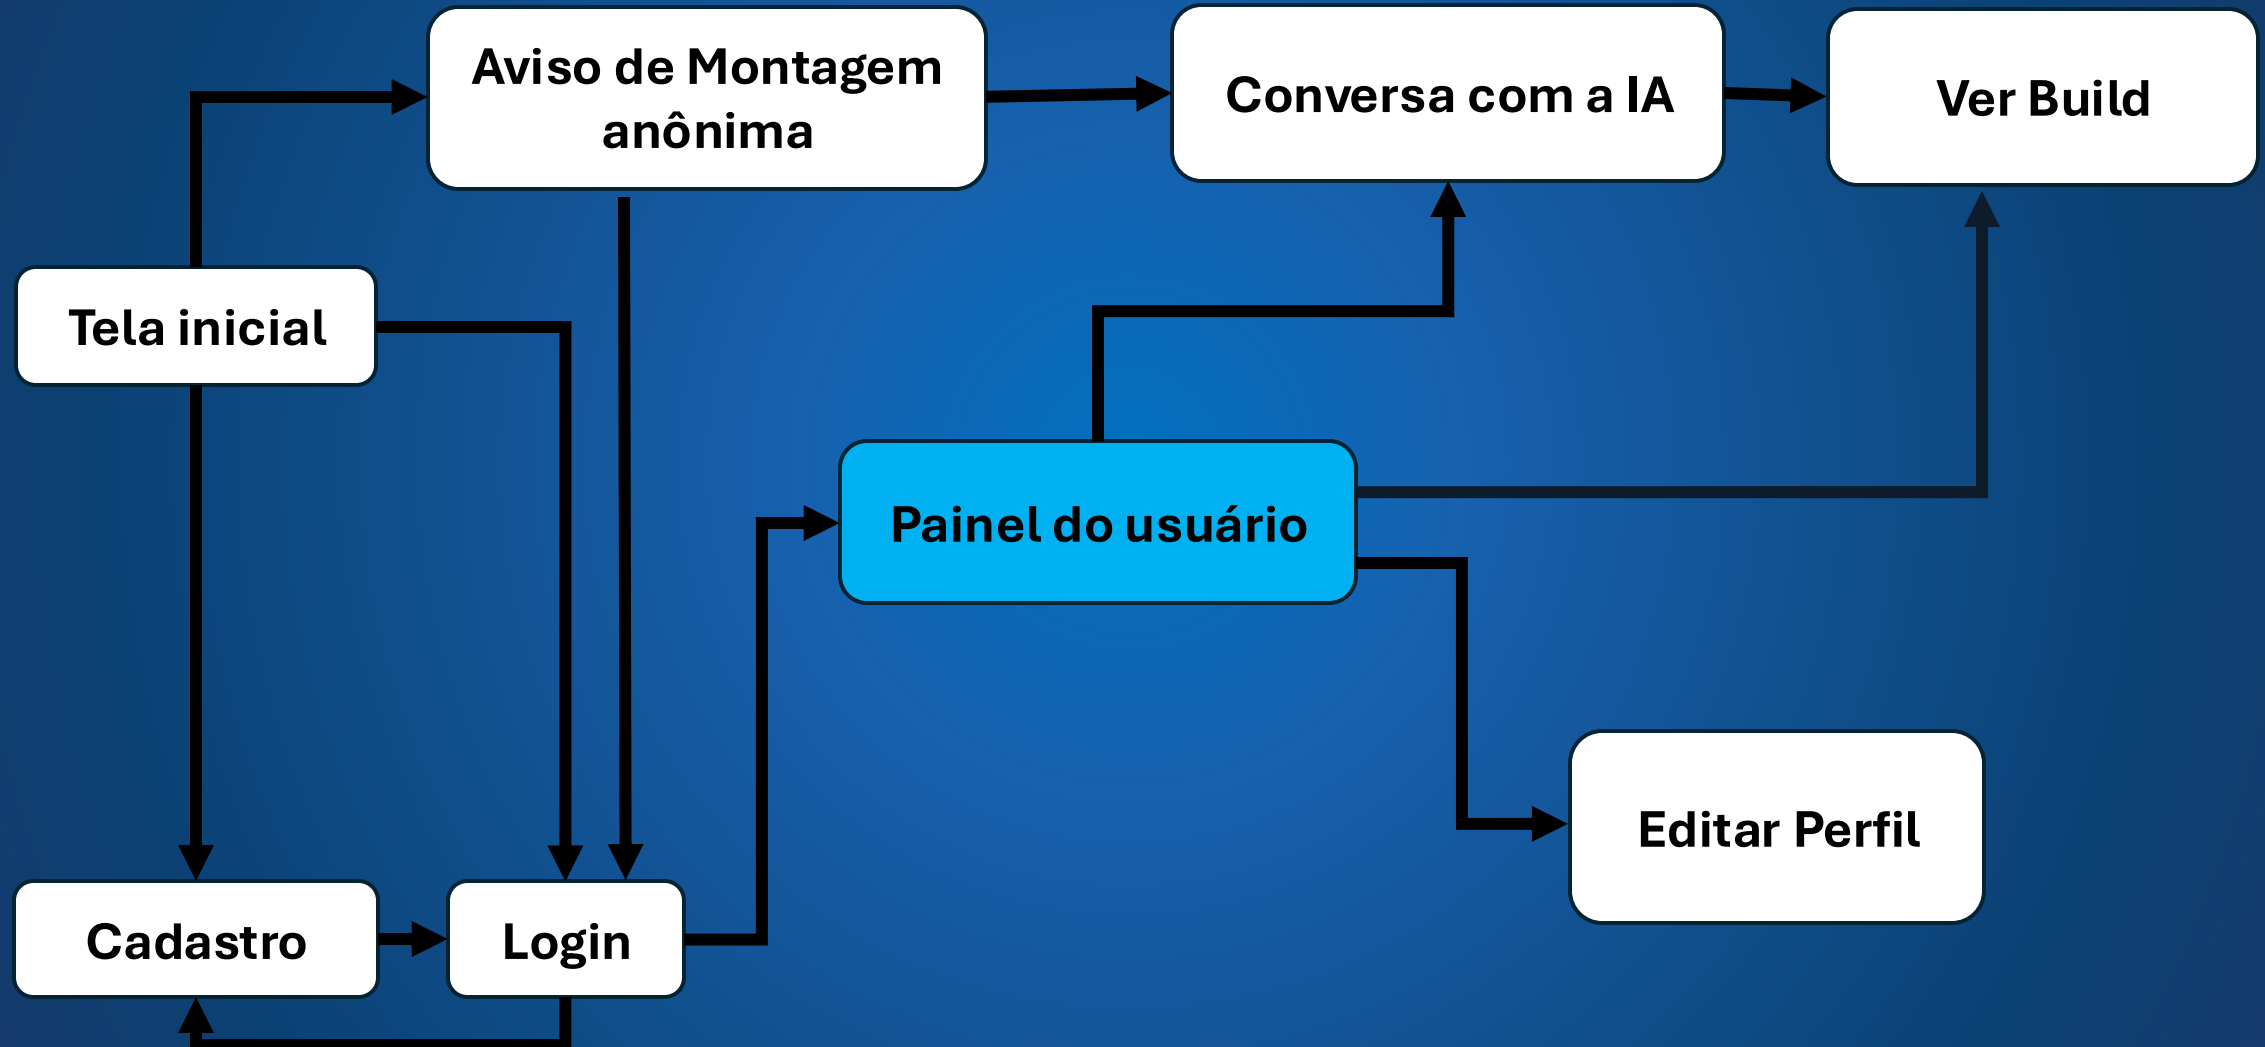 Aviso de Montagem
anônima
Conversa com a IA
Ver Build
Tela inicial
Painel do usuário
Editar Perfil
Cadastro
Login